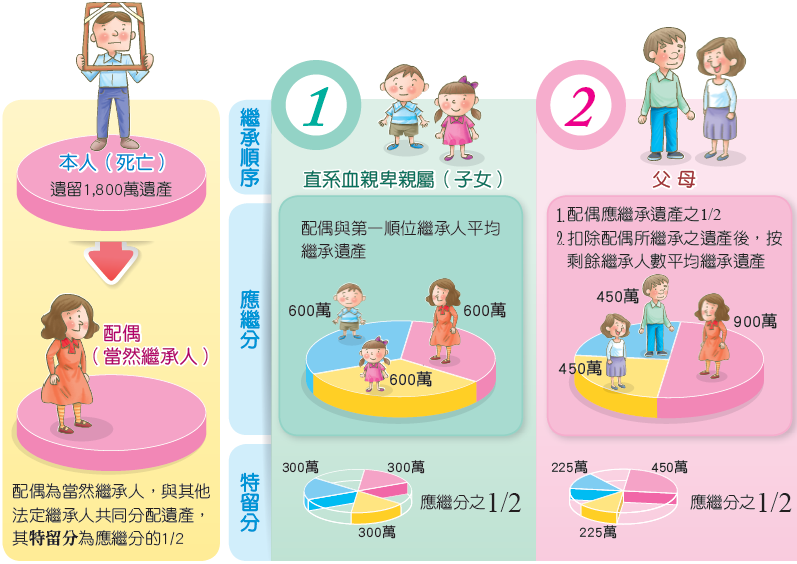 本人(死亡)
遺留1,800萬遺產
配偶
(當然繼承人)
配偶為當然繼承人,與其他
法定繼承人共同分配遺產,
其特留分為應繼分的1/2
繼承順序
應繼分
特留分
1
直系血親卑親屬(子女)
配偶與第一順位繼承人平均
繼承遺產
600萬
600萬
600萬
300萬
300萬
300萬
應繼分之1/2
2
父母
1.配偶應繼承遺產之1/2
2.扣除配偶所繼承之遺產後,按
剩餘繼承人數平均繼承遺產
450萬
900萬
450萬
225萬
450萬
225萬
應繼分之1/2